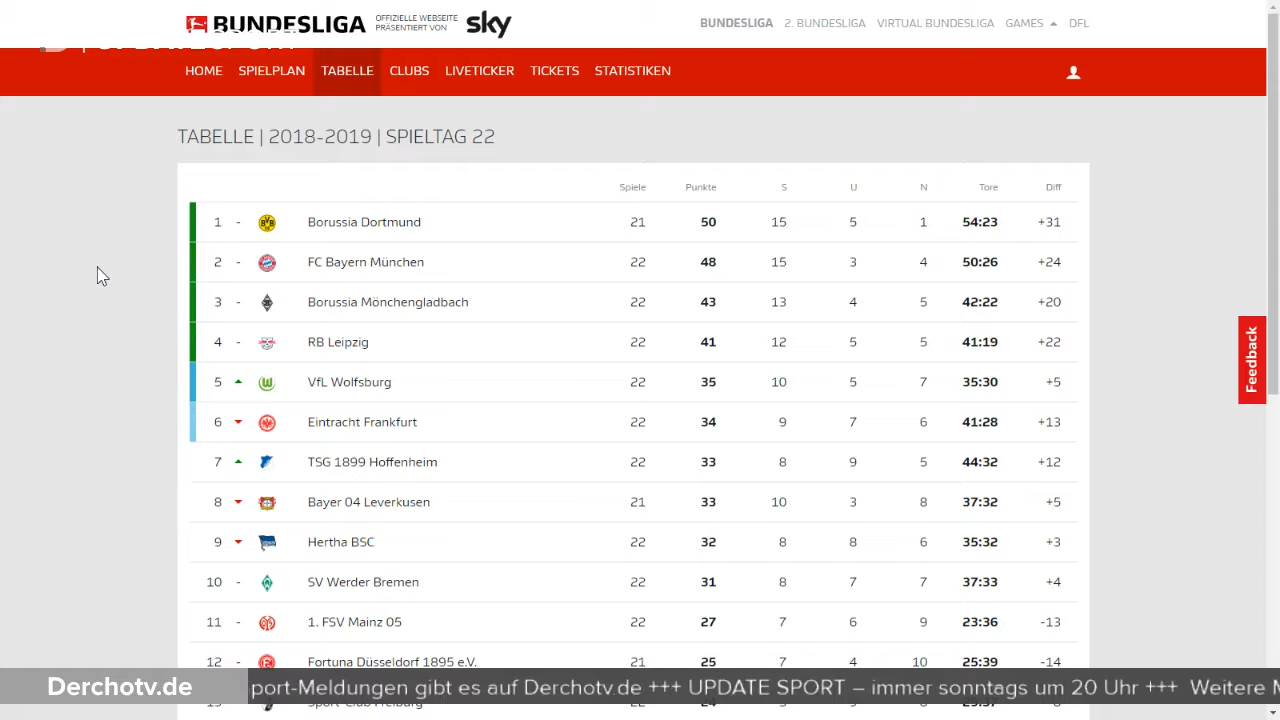 BUNDESLIGA OFFIZIELLE WEBSEITE PRÄSENTIERT VON sky BUNDESLIGA 2. BUNDESLIGA VIRTUAL BUNDESLIGA GAMES DFL
HOME SPIELPLAN TABELLE CLUBS LIVETICKER TICKETS STATISTIKEN
TABELLE | 2018-2019 | SPIELTAG 22
Spiele Punkte S U N Tore Diff
1 - BVB 09 Borussia Dortmund 21 50 15 5 1 54:23 +31
2 - FC Bayern München 22 48 15 3 4 50:26 +24
3 - Borussia Mönchengladbach 22 43 13 4 5 42:22 +20
4 - RB Leipzig 22 41 12 5 5 41:19 +22
5 VfL Wolfsburg 22 35 10 5 7 35:30 +5
6 Eintracht Frankfurt 22 34 9 7 6 41:28 +13
7 TSG 1899 Hoffenheim 22 33 8 9 5 44:32 +12
8 Bayer 04 Leverkusen 21 33 10 3 8 37:32 +5
9 Hertha BSC 22 32 8 8 6 35:32 +3
10 - SV Werder Bremen 22 31 8 7 7 37:33 +4
11 - 1. FSV Mainz 05 22 27 7 6 9 23:36 -13
12 - Fortuna Düsseldorf 1895 e.V. 21 25 7 4 10 25:39 -14
Feedback
Derchotv.de port-Meldungen gibt es auf Derchotv.de +++ UPDATE SPORT – immer sonntags um 20 Uhr +++ Weitere
Sport-Club Freiburg